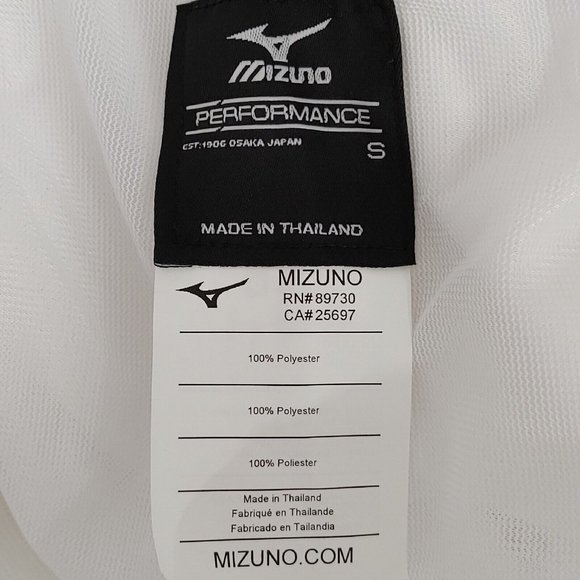 MIZUNO
PERFORMANCE
EST:1906 OSAKA JAPAN
S
MADE IN THAILAND
MIZUNO
RN#89730
CA#25697
100% Polyester
100% Polyester
100% Poliester
Made in Thailand
Fabriqué en Thaïlande
Fabricado en Tailandia
MIZUNO.COM